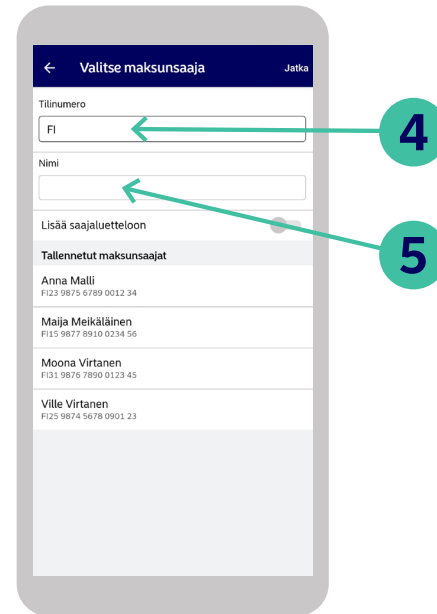 Valitse maksunsaaja
Jatka
Tilinumero
FI
4
Nimi
5
Lisää saajaluetteloon
Tallennetut maksunsaajat
Anna Malli
FI23 9875 6789 0012 34
Maija Meikäläinen
FI15 9877 8910 0234 56
Moona Virtanen
FI31 9876 7890 0123 45
Ville Virtanen
FI25 9874 5678 0901 23